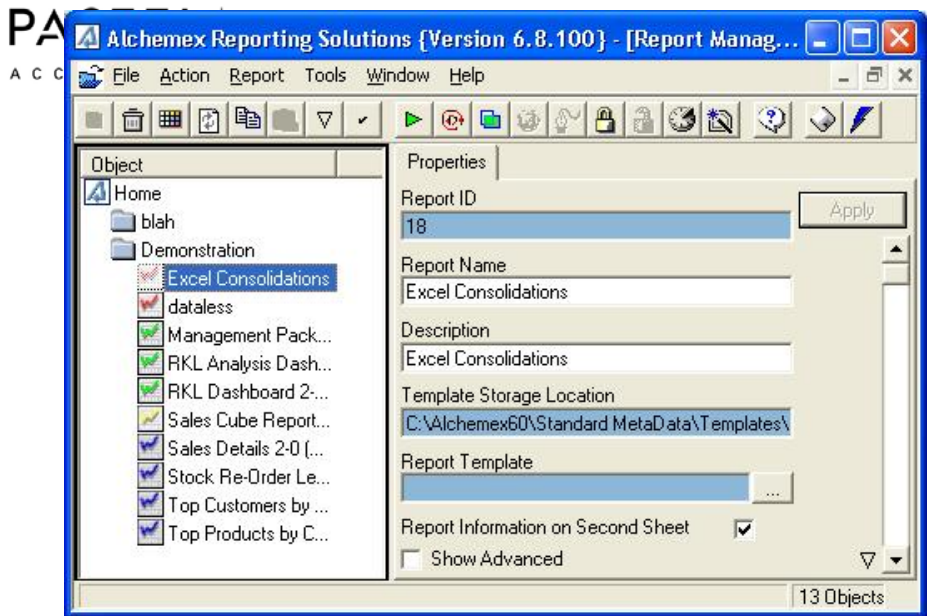 Alchemex Reporting Solutions {Version 6.8.100} - [Report Manag...
File Action Report Tools Window Help
Object
Home
blah
Demonstration
Excel Consolidations
dataless
Management Pack...
RKL Analysis Dash...
RKL Dashboard 2-...
Sales Cube Report...
Sales Details 2-0 (...
Stock Re-Order Le...
Top Customers by ...
Top Products by C...
Properties
Report ID
18
Apply
Report Name
Excel Consolidations
Description
Excel Consolidations
Template Storage Location
C:\Alchemex60\Standard MetaData\Templates\
Report Template
...
Report Information on Second Sheet
Show Advanced
13 Objects